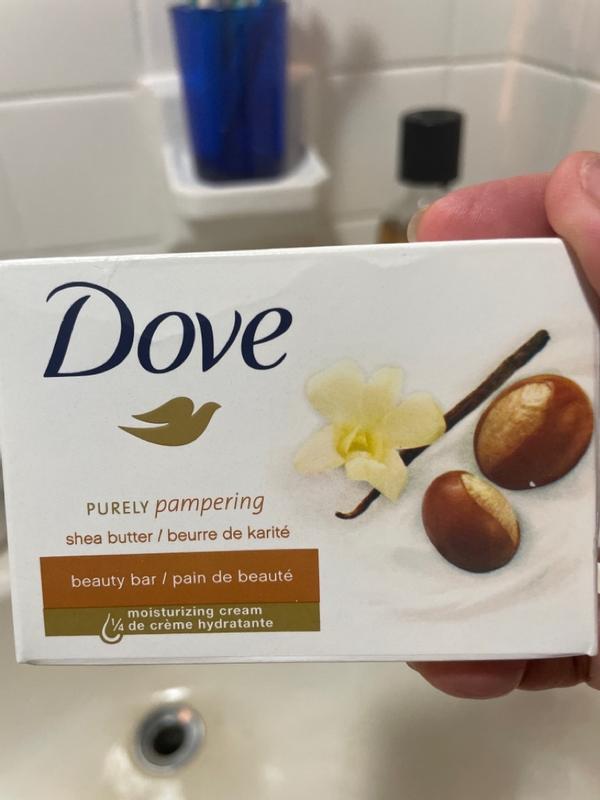 Dove
PURELY pampering
shea butter / beurre de karité
beauty bar / pain de beauté
moisturizing cream
¼ de crème hydratante